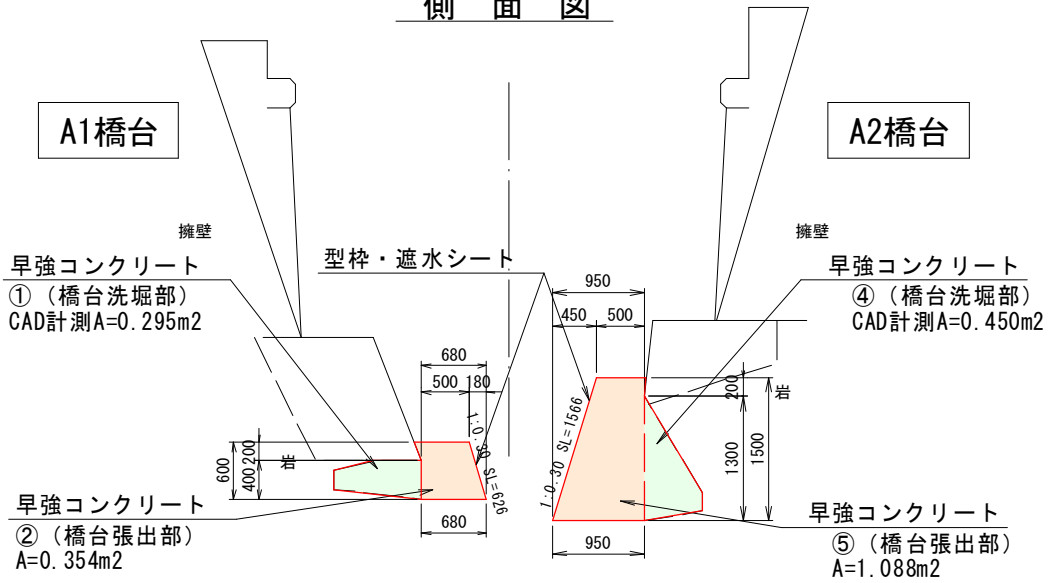 側 面 図
A1橋台
A2橋台
擁壁
擁壁
早強コンクリート
① (橋台洗堀部)
CAD計測A=0.295m2
型枠・遮水シート
早強コンクリート
④ (橋台洗堀部)
CAD計測A=0.450m2
950
450
500
680
500
180
200
岩
1:0.30 SL=1566
1:0.30 SL=626
1300
1500
600
200
400
岩
早強コンクリート
② (橋台張出部)
A=0.354m2
680
950
早強コンクリート
⑤ (橋台張出部)
A=1.088m2